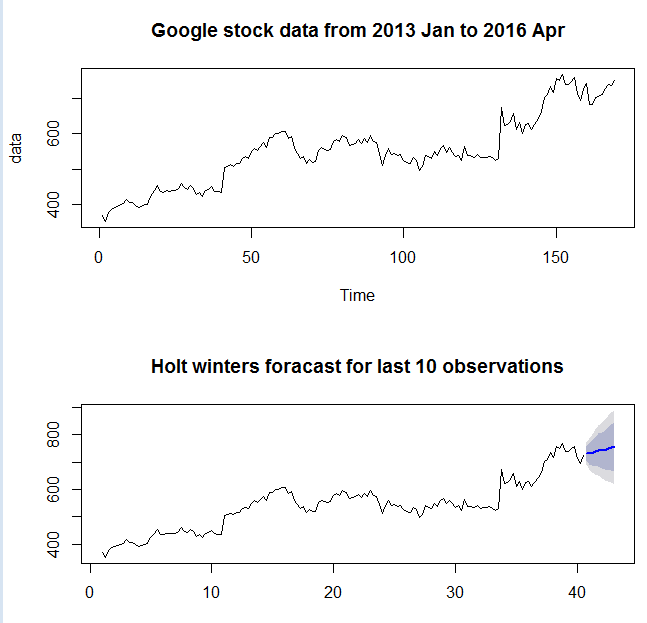 Google stock data from 2013 Jan to 2016 Apr
data
600
400
0 50 100 150
Time
Holt winters foracast for last 10 observations
800
600
400
0 10 20 30 40